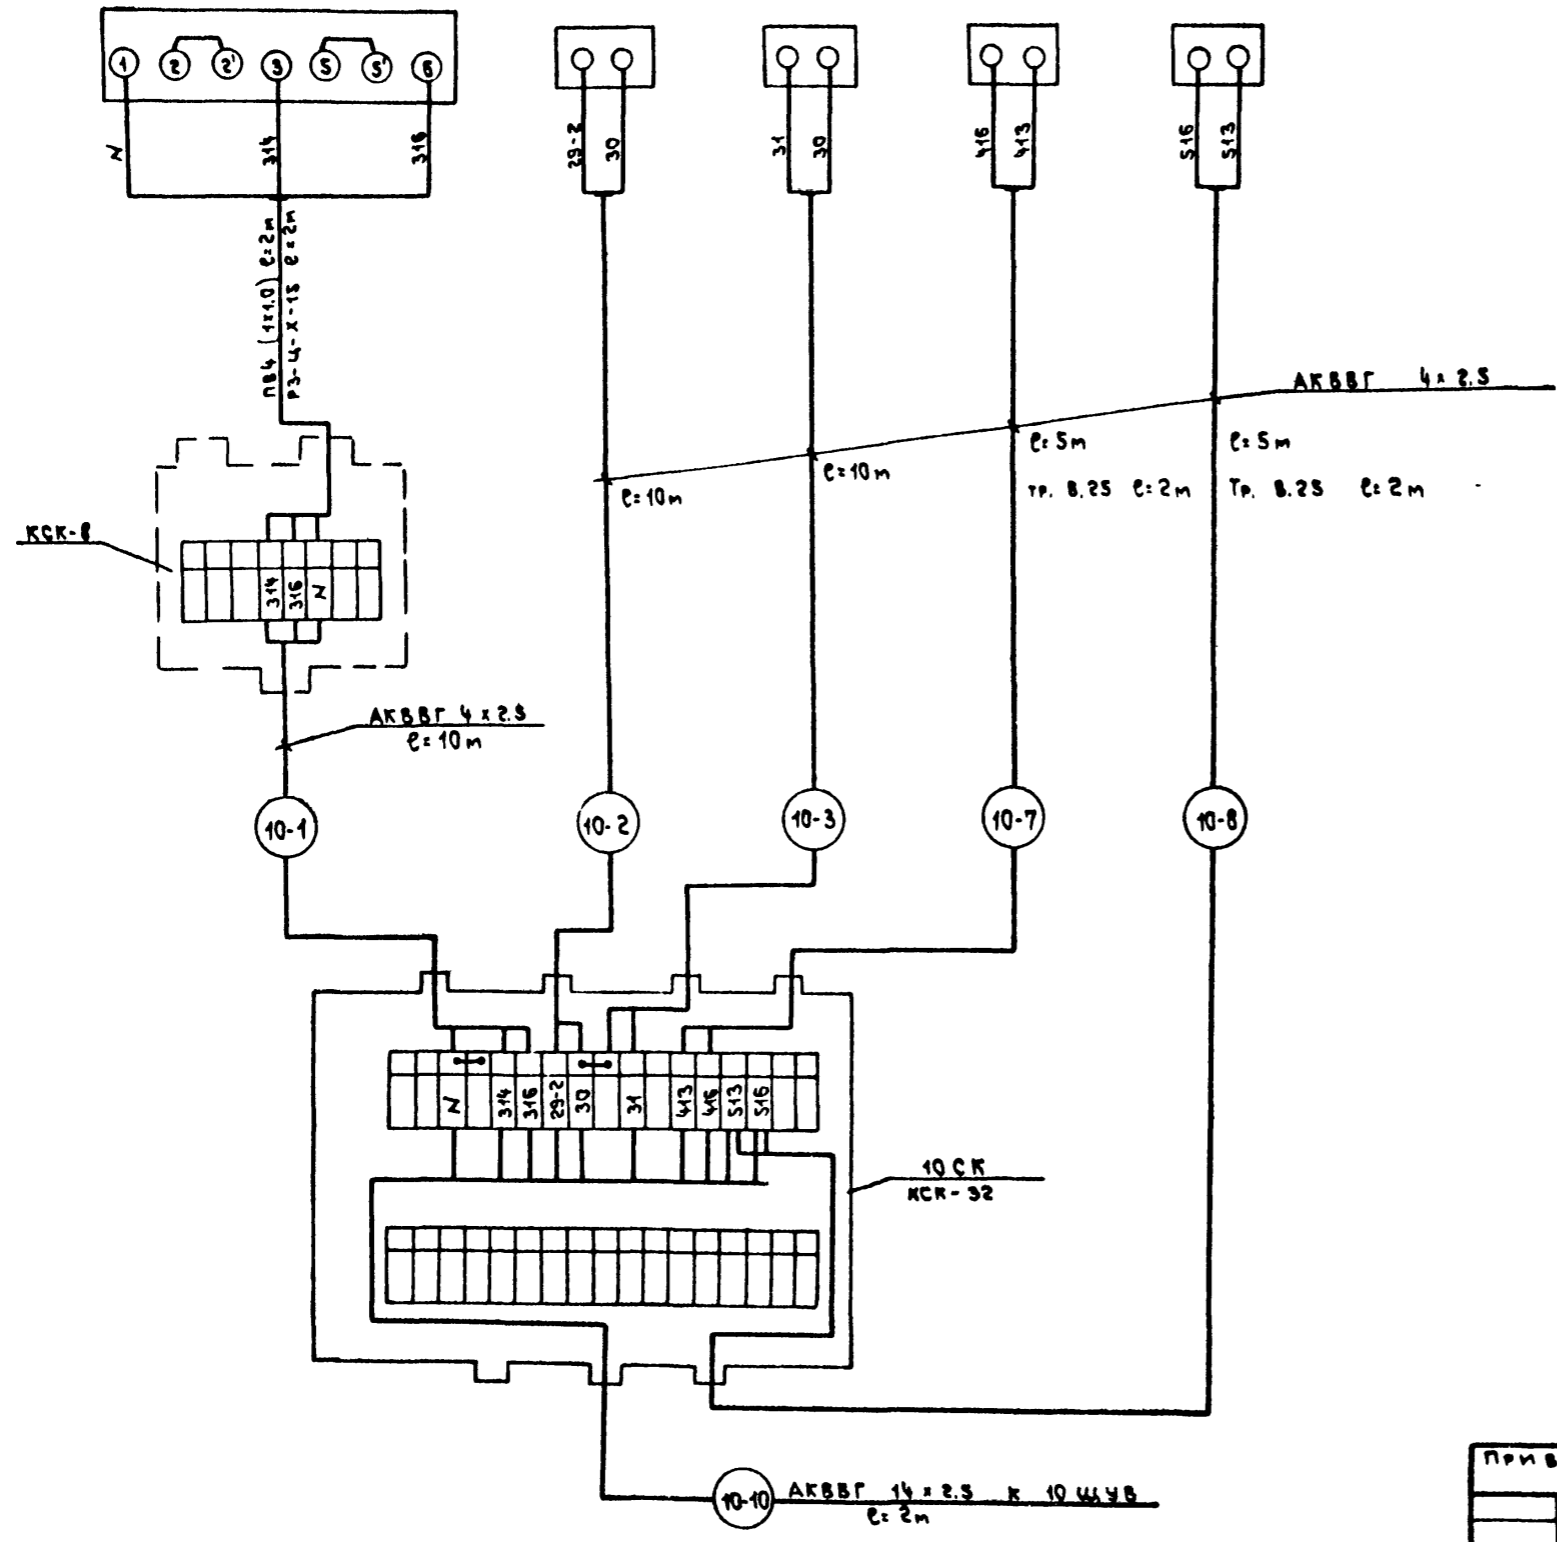 1 2 2' 3 5 5' 6
N 314 316 29-2 30 31 30 416 413 516 513
ПВ4 (1х1.0) ℓ=2м
РЗ-Ц-Х-15 ℓ=2м
АКВВГ 4х2.5
ℓ=5м ℓ=5м
ℓ=10м ℓ=10м
тр. В.25 ℓ=2м Тр. В.25 ℓ=2м
КСК-8
314 316 N
АКВВГ 4х2.5
ℓ=10м
10-1 10-2 10-3 10-7 10-8
N 314 316 29-2 30 31 413 416 513 516
10СК
КСК-32
10-10 АКВВГ 14х2.5 к 10ЩУВ
ℓ=2м